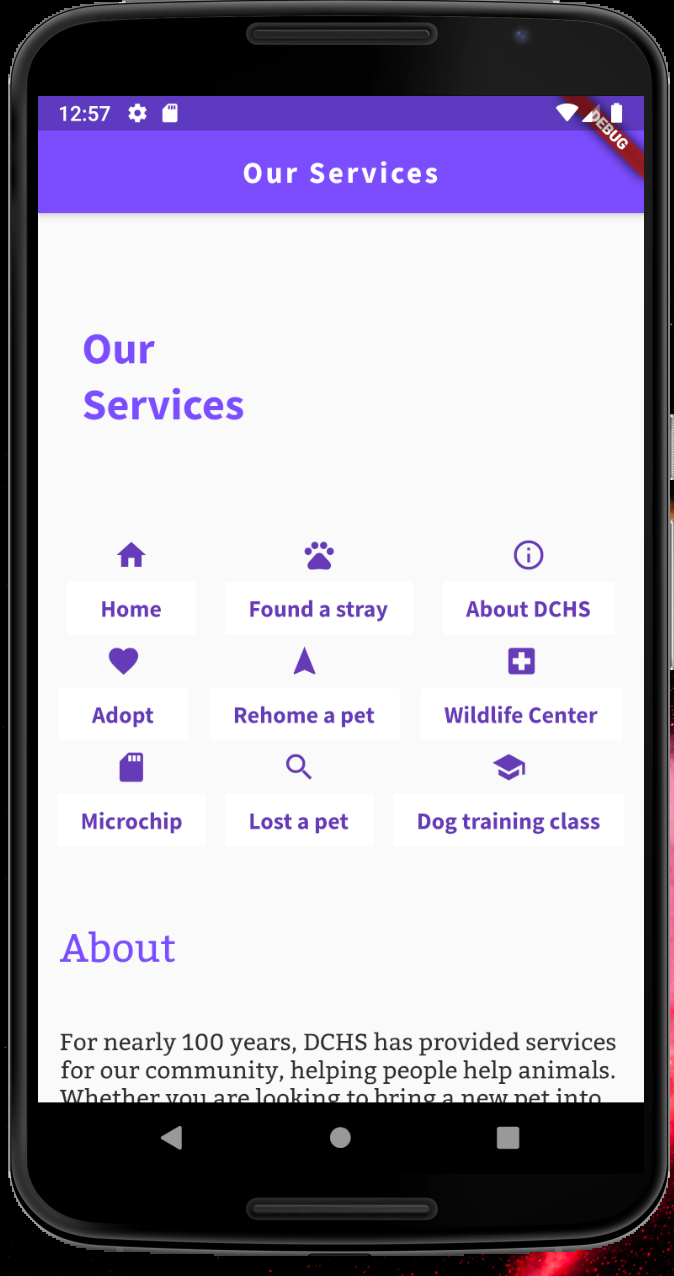 12:57
DEBUG
Our Services
Our
Services
Home Found a stray About DCHS
Adopt Rehome a pet Wildlife Center
Microchip Lost a pet Dog training class
About
For nearly 100 years, DCHS has provided services
for our community, helping people help animals.
Whether you are looking to bring a new pet into